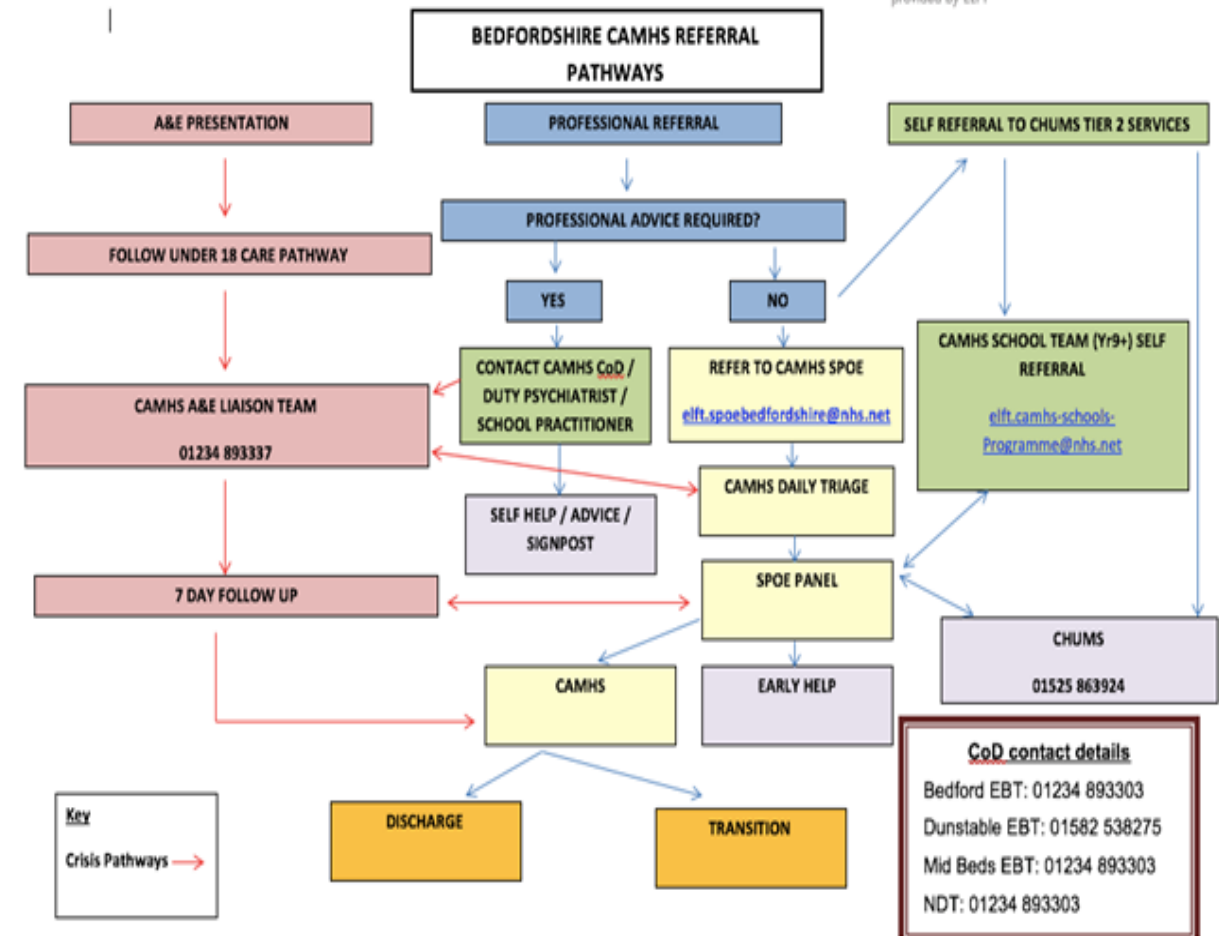 BEDFORDSHIRE CAMHS REFERRAL
PATHWAYS
A&E PRESENTATION
PROFESSIONAL REFERRAL
SELF REFERRAL TO CHUMS TIER 2 SERVICES
PROFESSIONAL ADVICE REQUIRED?
FOLLOW UNDER 18 CARE PATHWAY
YES
NO
CONTACT CAMHS CoD /
DUTY PSYCHIATRIST /
SCHOOL PRACTITIONER
REFER TO CAMHS SPOE
elft.spoebedfordshire@nhs.net
CAMHS SCHOOL TEAM (Yr9+) SELF
REFERRAL
elft.camhs-schools-
Programme@nhs.net
CAMHS A&E LIAISON TEAM
01234 893337
CAMHS DAILY TRIAGE
SELF HELP / ADVICE /
SIGNPOST
7 DAY FOLLOW UP
SPOE PANEL
CHUMS
01525 863924
CAMHS
EARLY HELP
DISCHARGE
TRANSITION
Key
Crisis Pathways
CoD contact details
Bedford EBT: 01234 893303
Dunstable EBT: 01582 538275
Mid Beds EBT: 01234 893303
NDT: 01234 893303